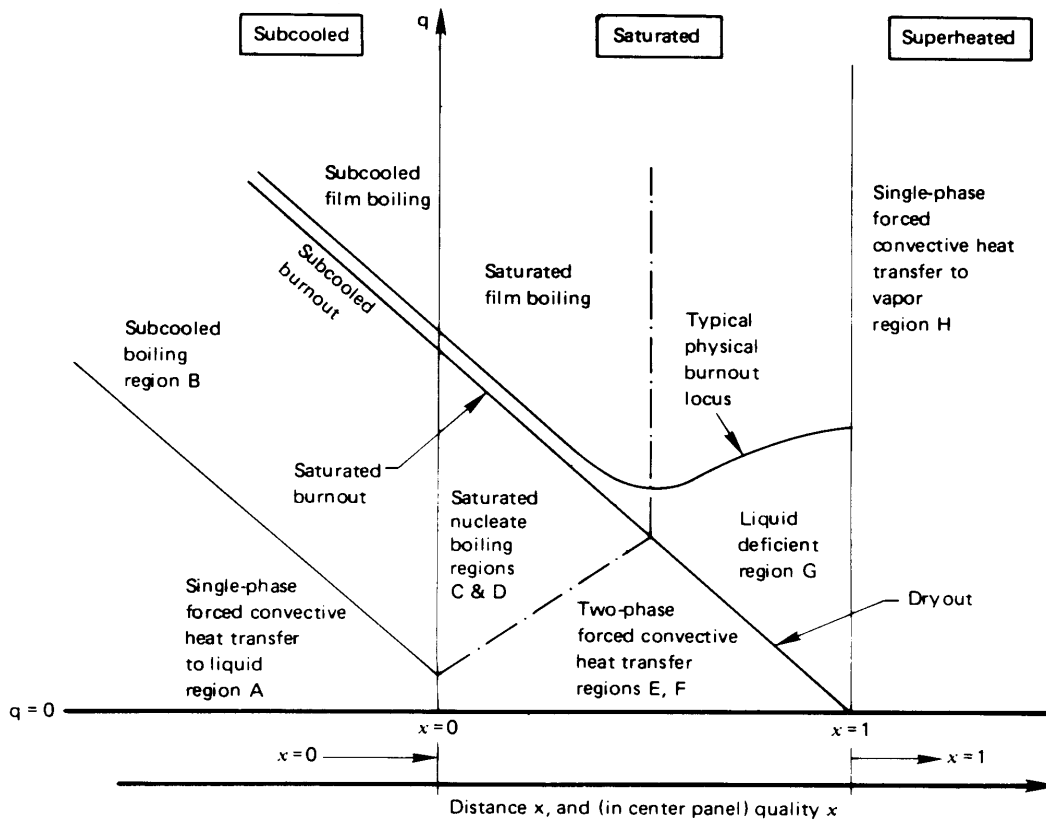 q
Subcooled
Saturated
Superheated
Subcooled
film boiling
Single-phase
forced
convective heat
transfer to
vapor
region H
Subcooled
burnout
Saturated
film boiling
Subcooled
boiling
region B
Typical
physical
burnout
locus
Saturated
burnout
Saturated
nucleate
boiling
regions
C & D
Liquid
deficient
region G
Single-phase
forced convective
heat transfer
to liquid
region A
Two-phase
forced convective
heat transfer
regions E, F
Dryout
q = 0
x = 0
x = 1
x = 0
x = 1
Distance x, and (in center panel) quality x